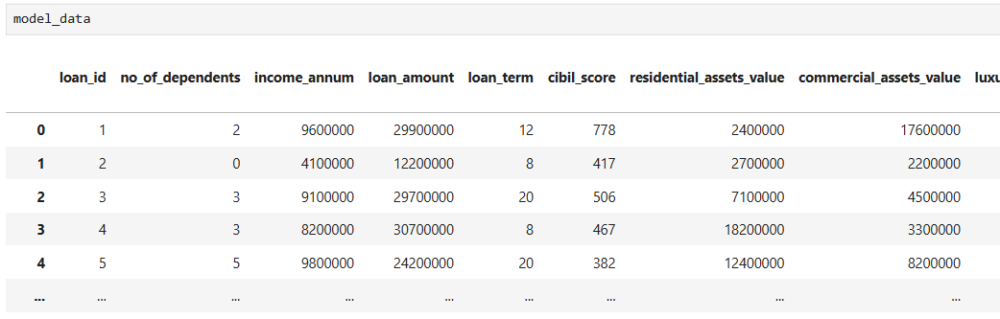 model_data
loan_id no_of_dependents income_annum loan_amount loan_term cibil_score residential_assets_value commercial_assets_value luxu
0 1 2 9600000 29900000 12 778 2400000 17600000
1 2 0 4100000 12200000 8 417 2700000 2200000
2 3 3 9100000 29700000 20 506 7100000 4500000
3 4 3 8200000 30700000 8 467 18200000 3300000
4 5 5 9800000 24200000 20 382 12400000 8200000
... ... ... ... ... ... ... ... ...